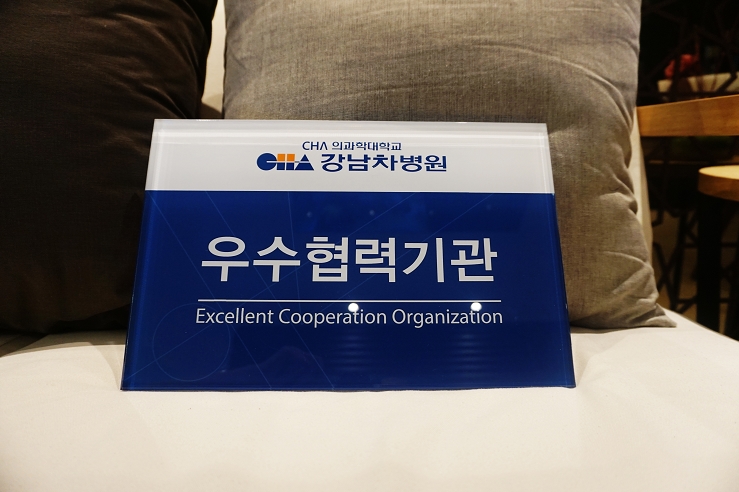 CHA 의과학대학교
CHA 강남차병원
우수협력기관
Excellent Cooperation Organization